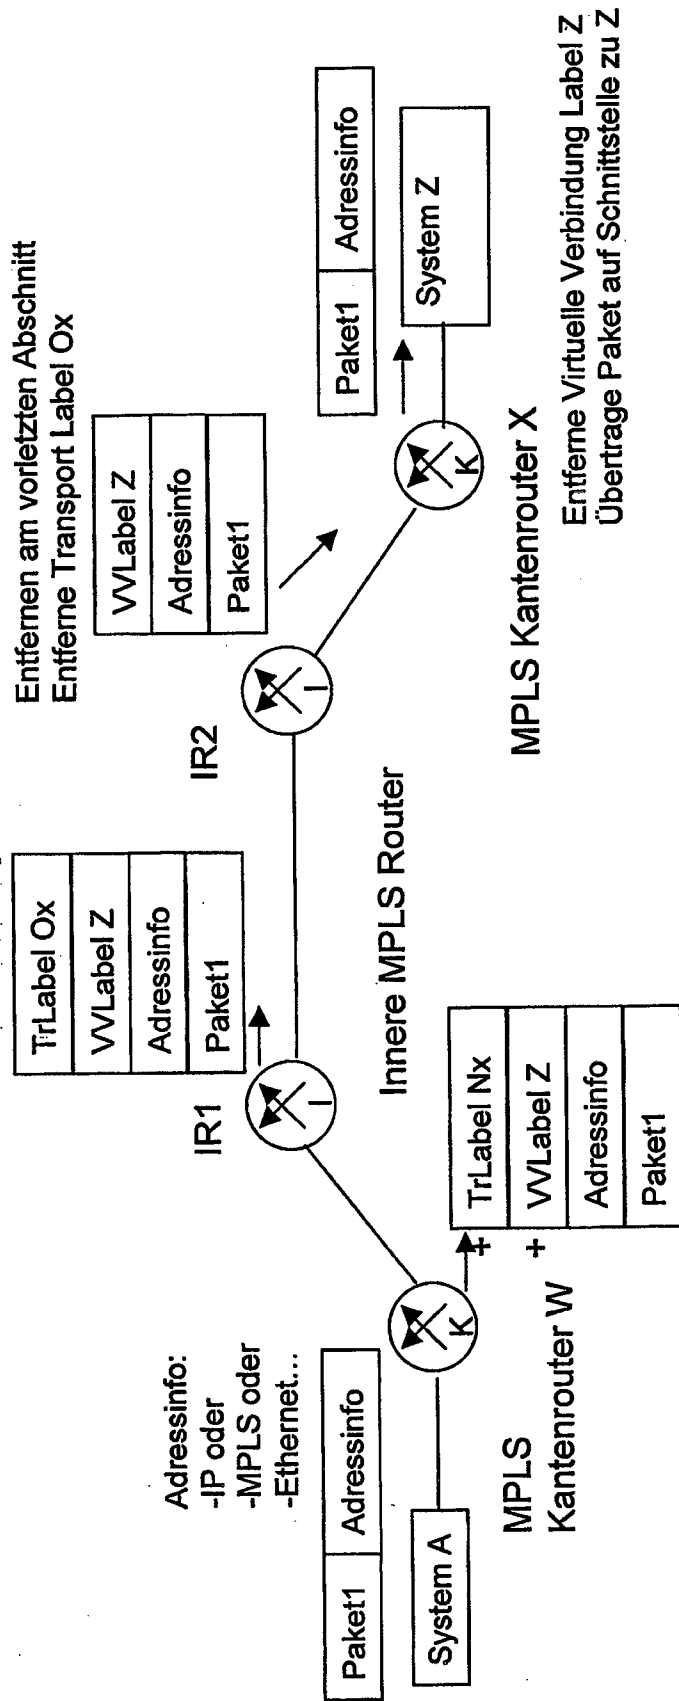 Adressinfo:
-IP oder
-MPLS oder
-Ethernet...
Paket1 Adressinfo
System A
MPLS
Kantenrouter W
K
+ TrLabel Nx
+ VVLabel Z
Adressinfo
Paket1
TrLabel Ox
VVLabel Z
Adressinfo
Paket1
IR1
I
Innere MPLS Router
IR2
I
Entfernen am vorletzten Abschnitt
Entferne Transport Label Ox
VVLabel Z
Adressinfo
Paket1
K
MPLS Kantenrouter X
Paket1 Adressinfo
System Z
Entferne Virtuelle Verbindung Label Z
Übertrage Paket auf Schnittstelle zu Z